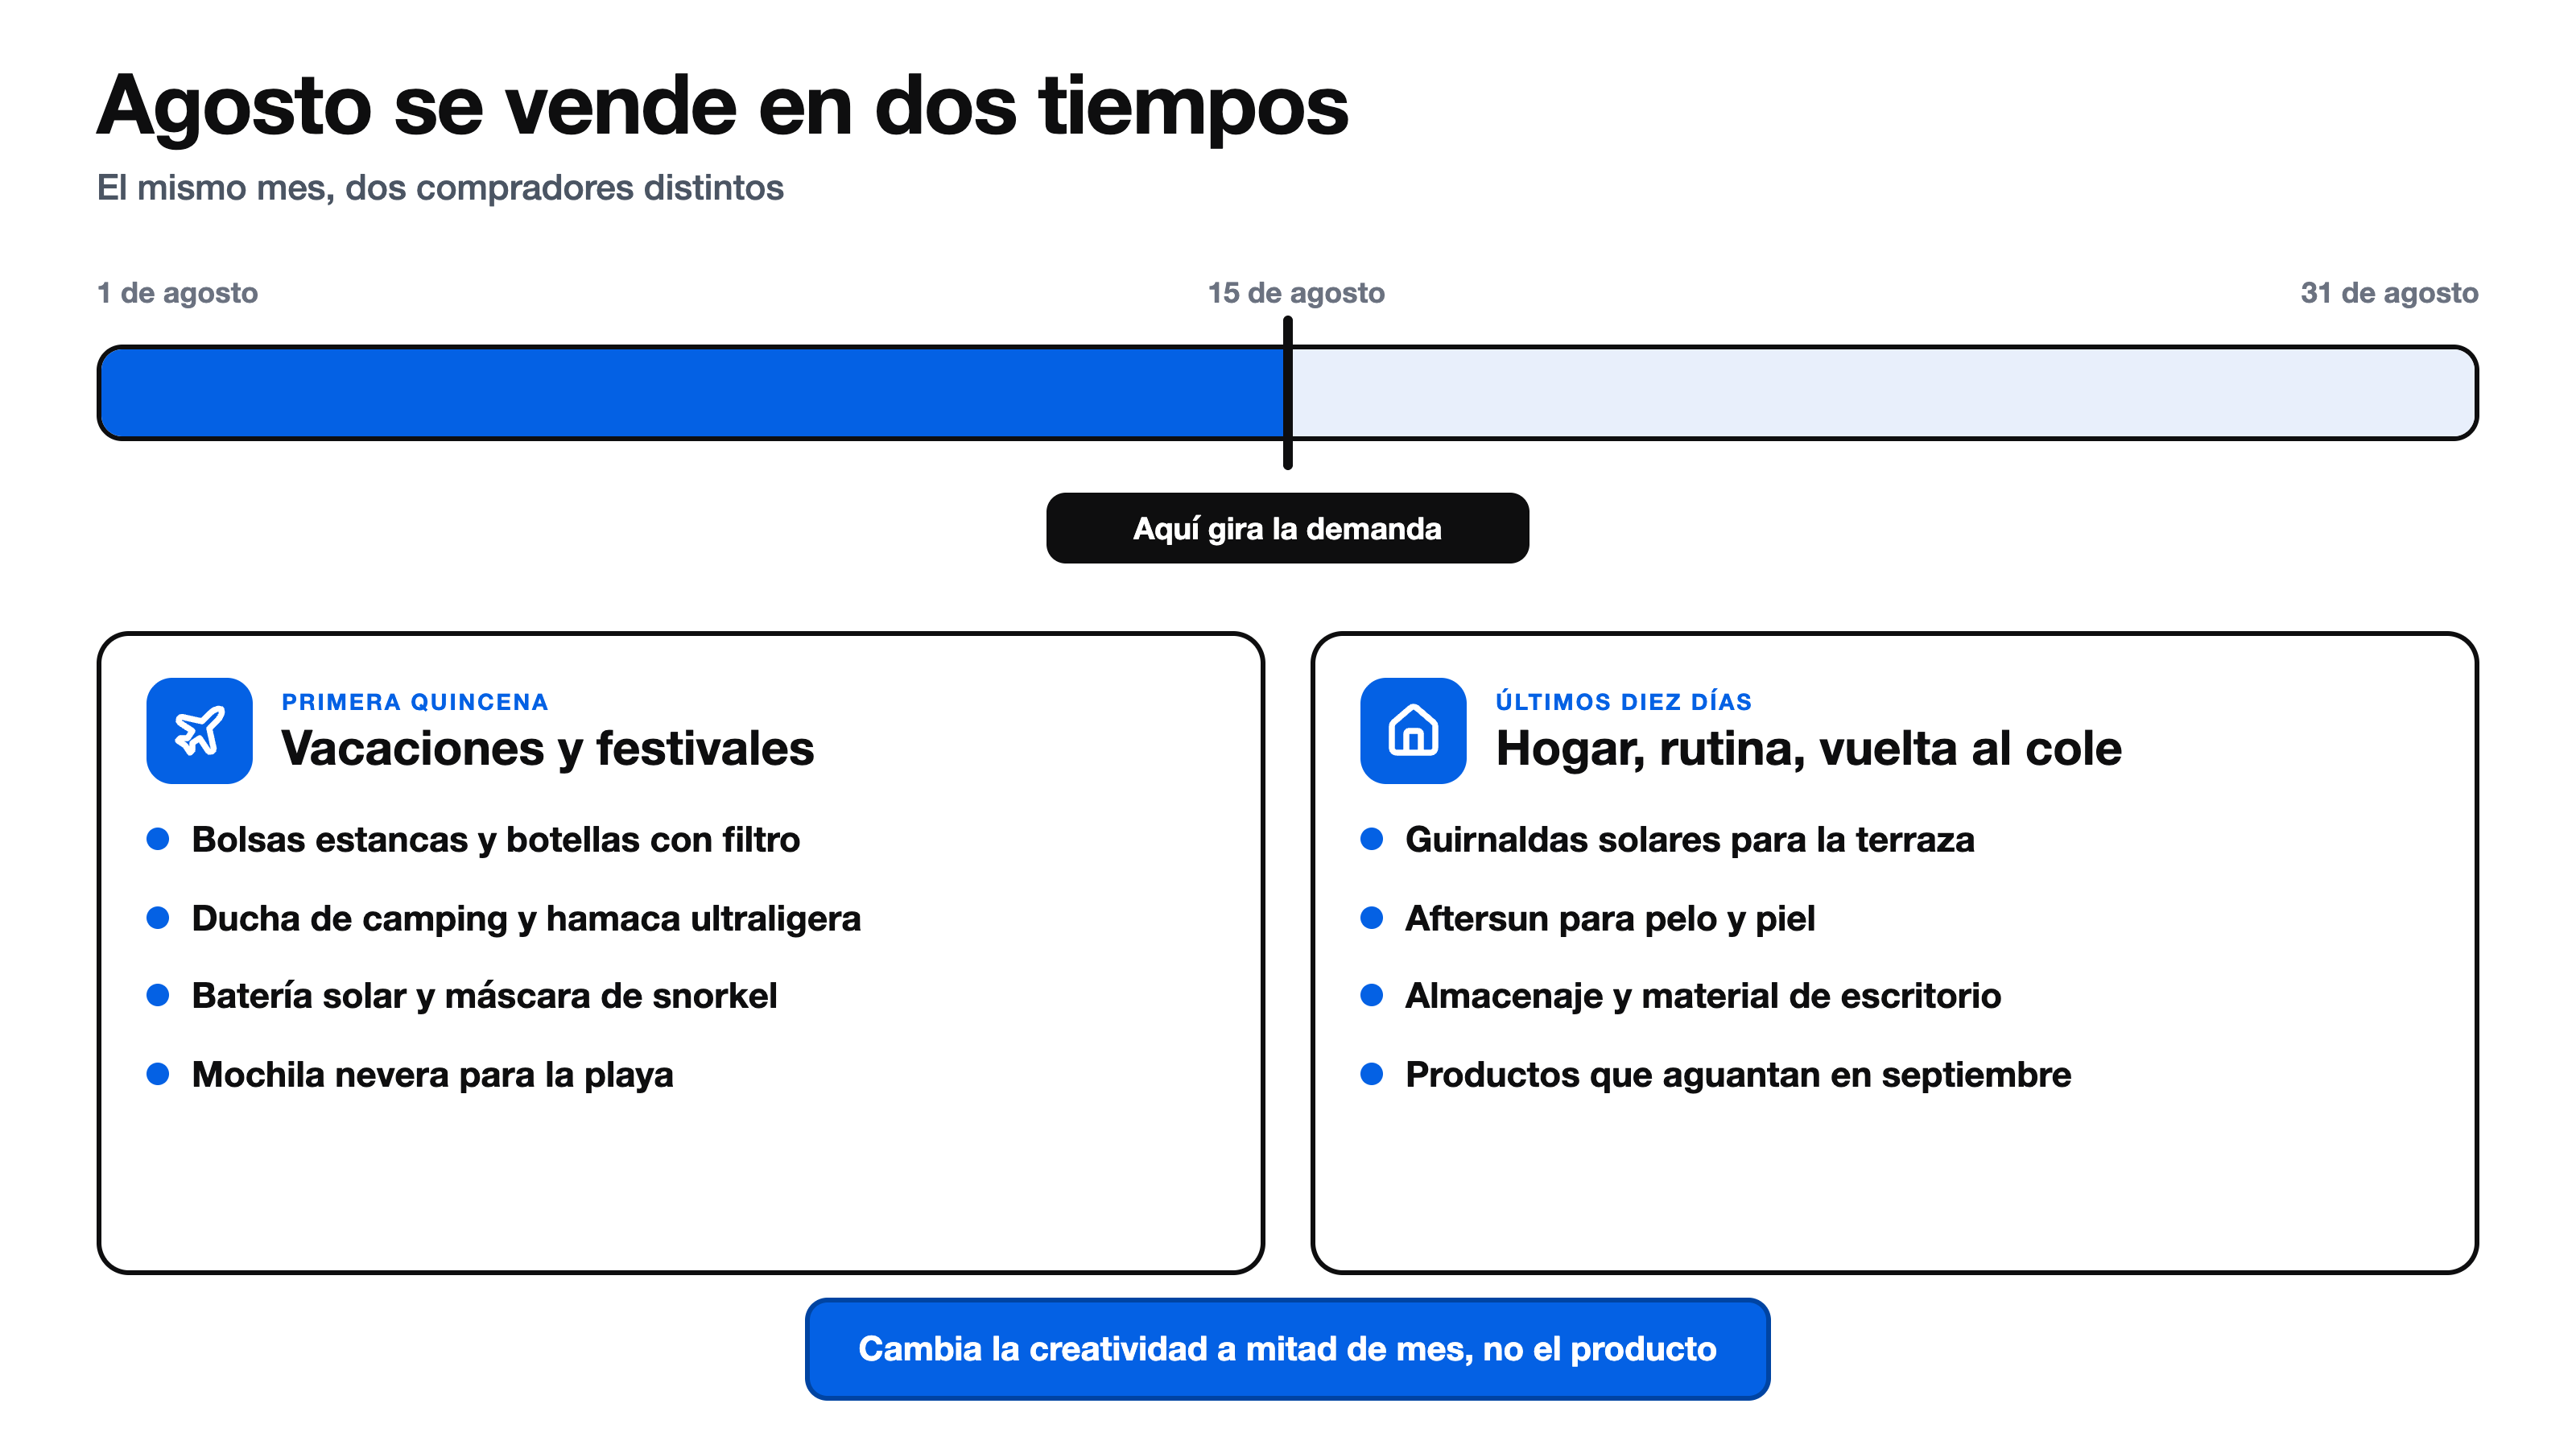 Agosto se vende en dos tiempos
El mismo mes, dos compradores distintos
1 de agosto
15 de agosto
31 de agosto
Aquí gira la demanda
PRIMERA QUINCENA
Vacaciones y festivales
Bolsas estancas y botellas con filtro
Ducha de camping y hamaca ultraligera
Batería solar y máscara de snorkel
Mochila nevera para la playa
ÚLTIMOS DIEZ DÍAS
Hogar, rutina, vuelta al cole
Guirnaldas solares para la terraza
Aftersun para pelo y piel
Almacenaje y material de escritorio
Productos que aguantan en septiembre
Cambia la creatividad a mitad de mes, no el producto